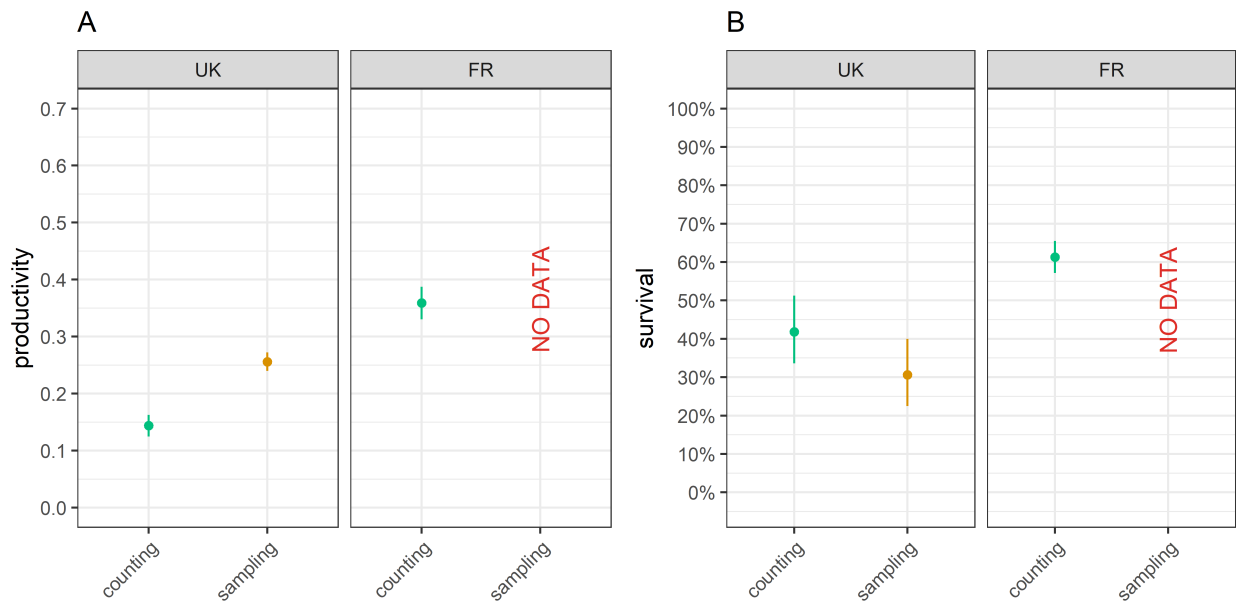 A
UK
FR
productivity
0.7
0.6
0.5
0.4
0.3
0.2
0.1
0.0
NO DATA
counting
sampling
counting
sampling
B
UK
FR
survival
100%
90%
80%
70%
60%
50%
40%
30%
20%
10%
0%
NO DATA
counting
sampling
counting
sampling